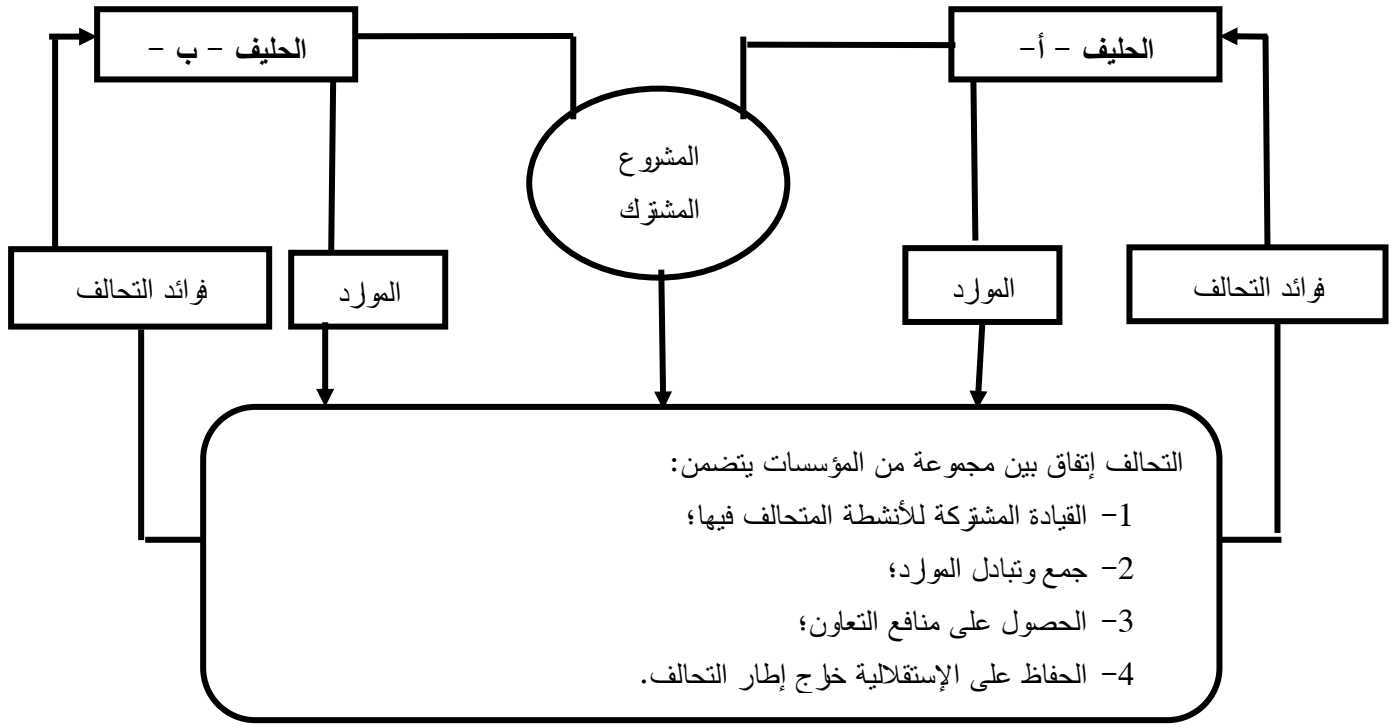 الحليف - أ-
الحليف - ب -
المشروع
المشترك
فوائد التحالف
الموارد
الموارد
فوائد التحالف
التحالف إتفاق بين مجموعة من المؤسسات يتضمن:
1- القيادة المشتركة للأنشطة المتحالف فيها؛
2- جمع وتبادل الموارد؛
3- الحصول على منافع التعاون؛
4- الحفاظ على الإستقلالية خارج إطار التحالف.